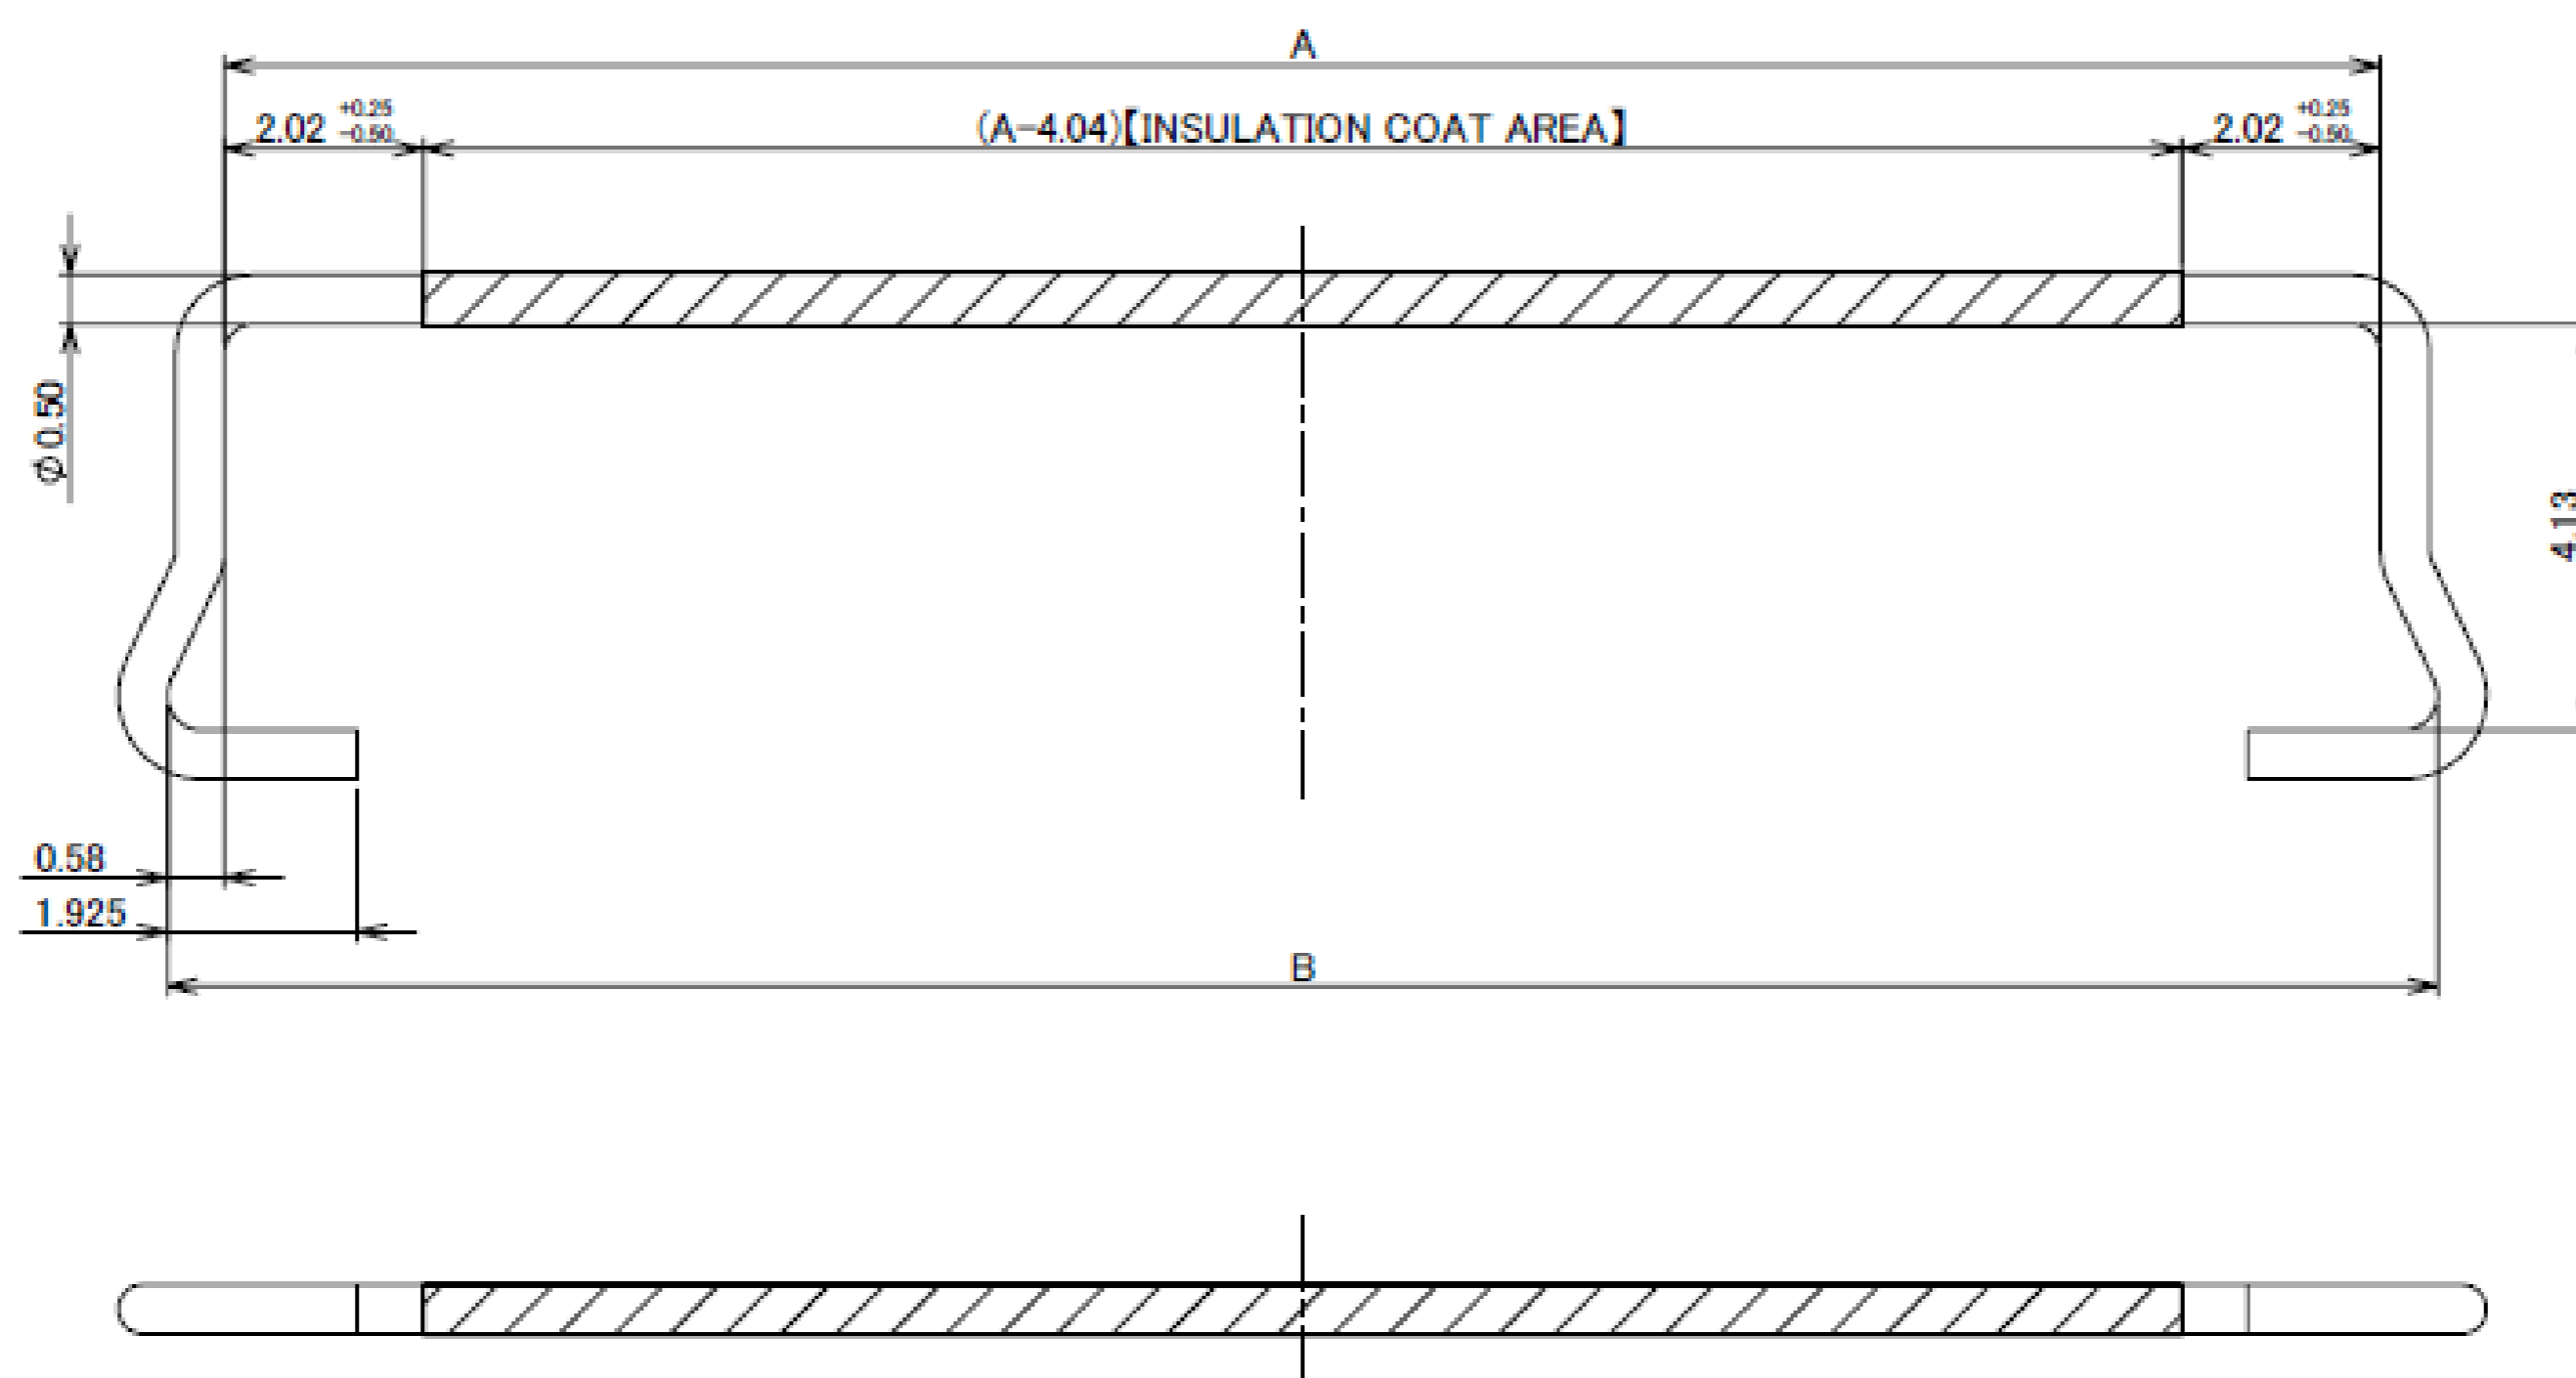 A
2.02 +0.25 -0.50
(A-4.04)【INSULATION COAT AREA】
2.02 +0.25 -0.50
φ0.50
4.13
0.58
1.925
B